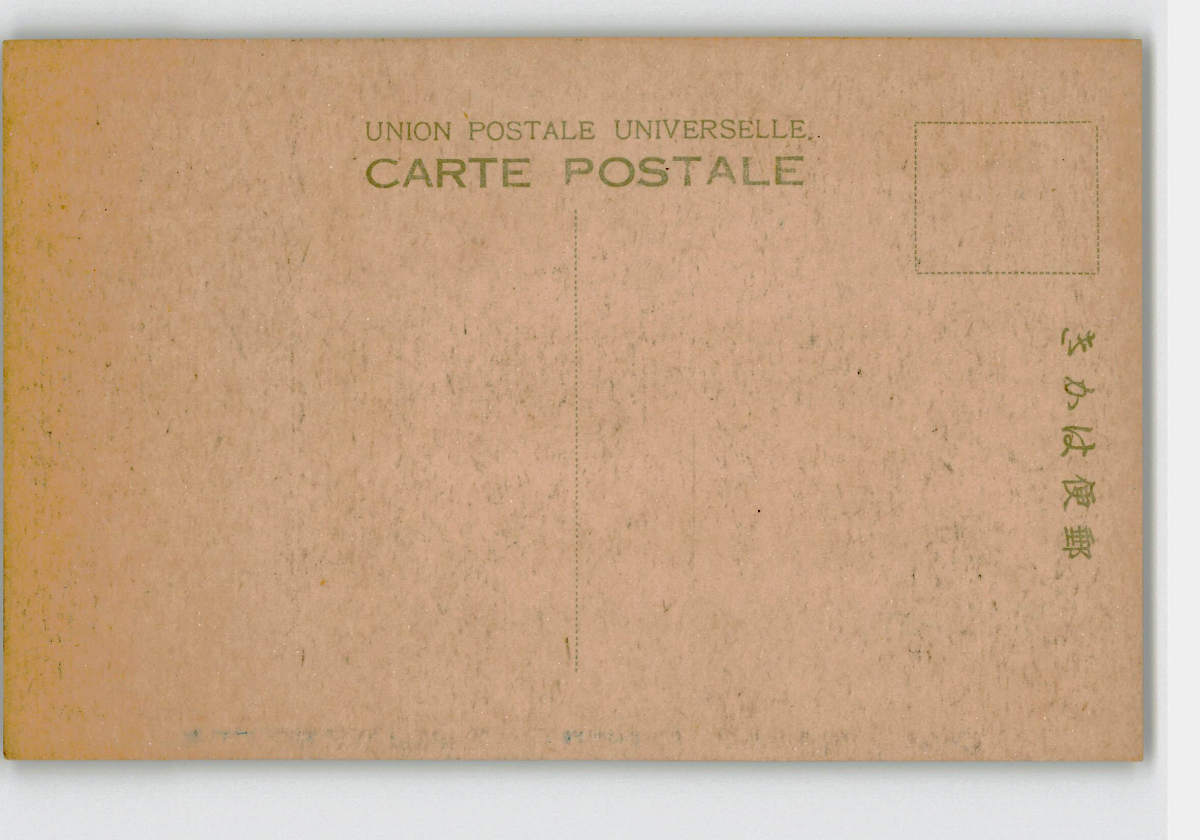 UNION POSTALE UNIVERSELLE.
CARTE POSTALE
きかは便郵